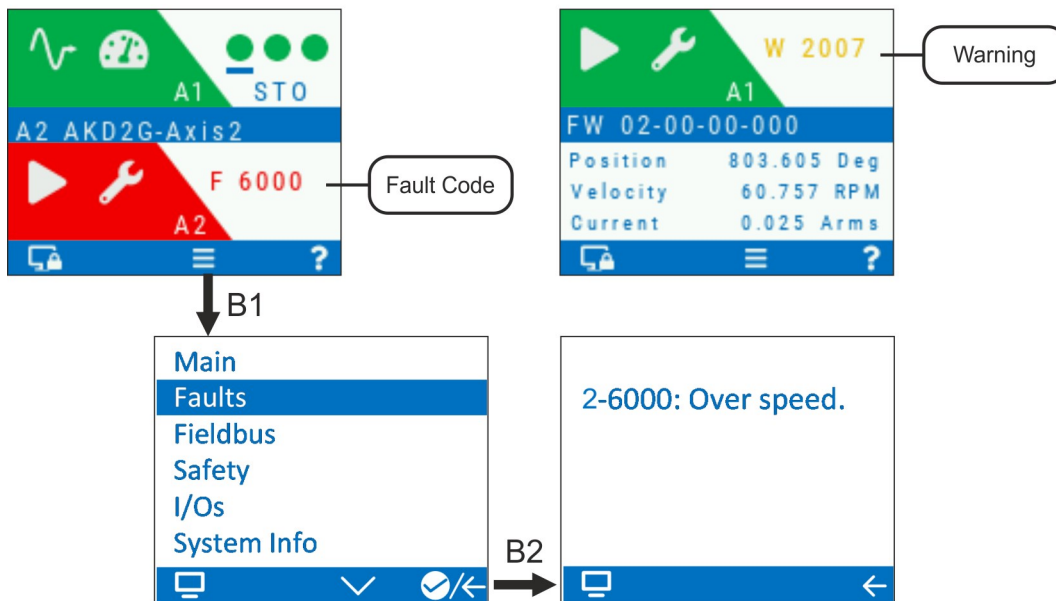 A1
STO
A2 AKD2G-Axis2
F 6000
A2
?
Fault Code
W 2007
A1
FW 02-00-00-000
Position 803.605 Deg
Velocity 60.757 RPM
Current 0.025 Arms
?
Warning
B1
Main
Faults
Fieldbus
Safety
I/Os
System Info
/
B2
2-6000: Over speed.